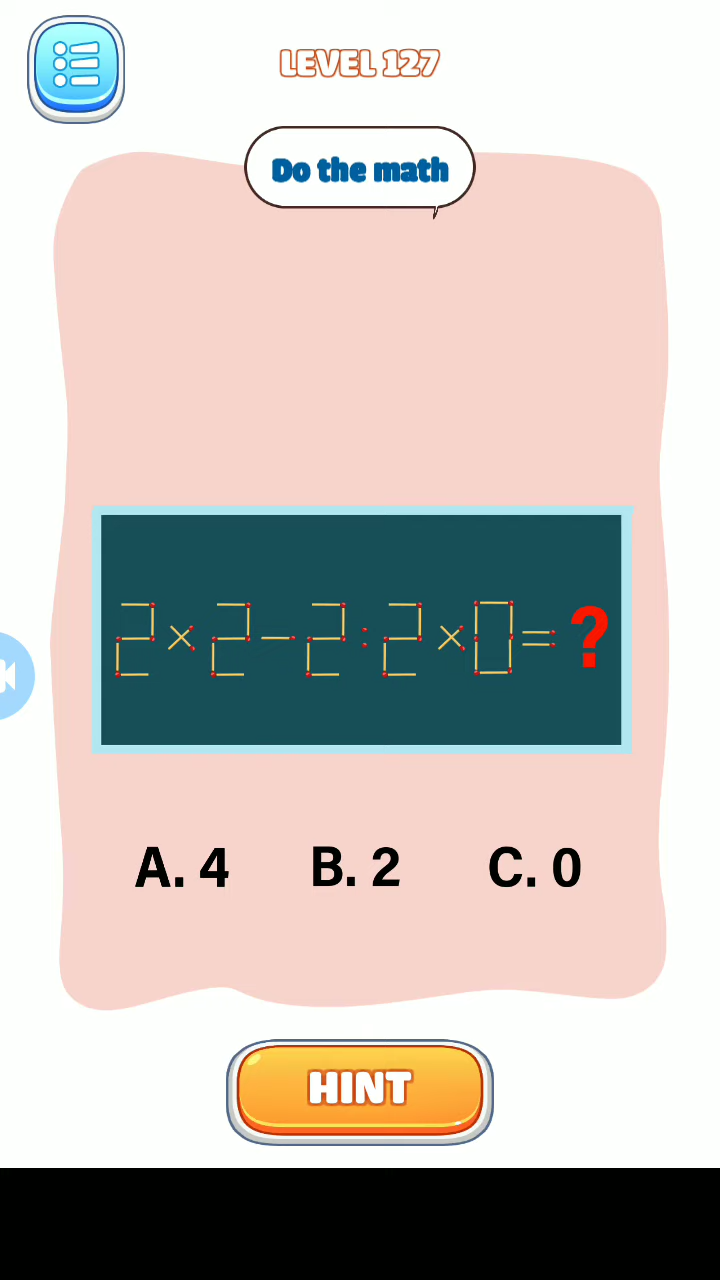 LEVEL 127
Do the math
2×2−2:2×0=?
A. 4 B. 2 C. 0
HINT